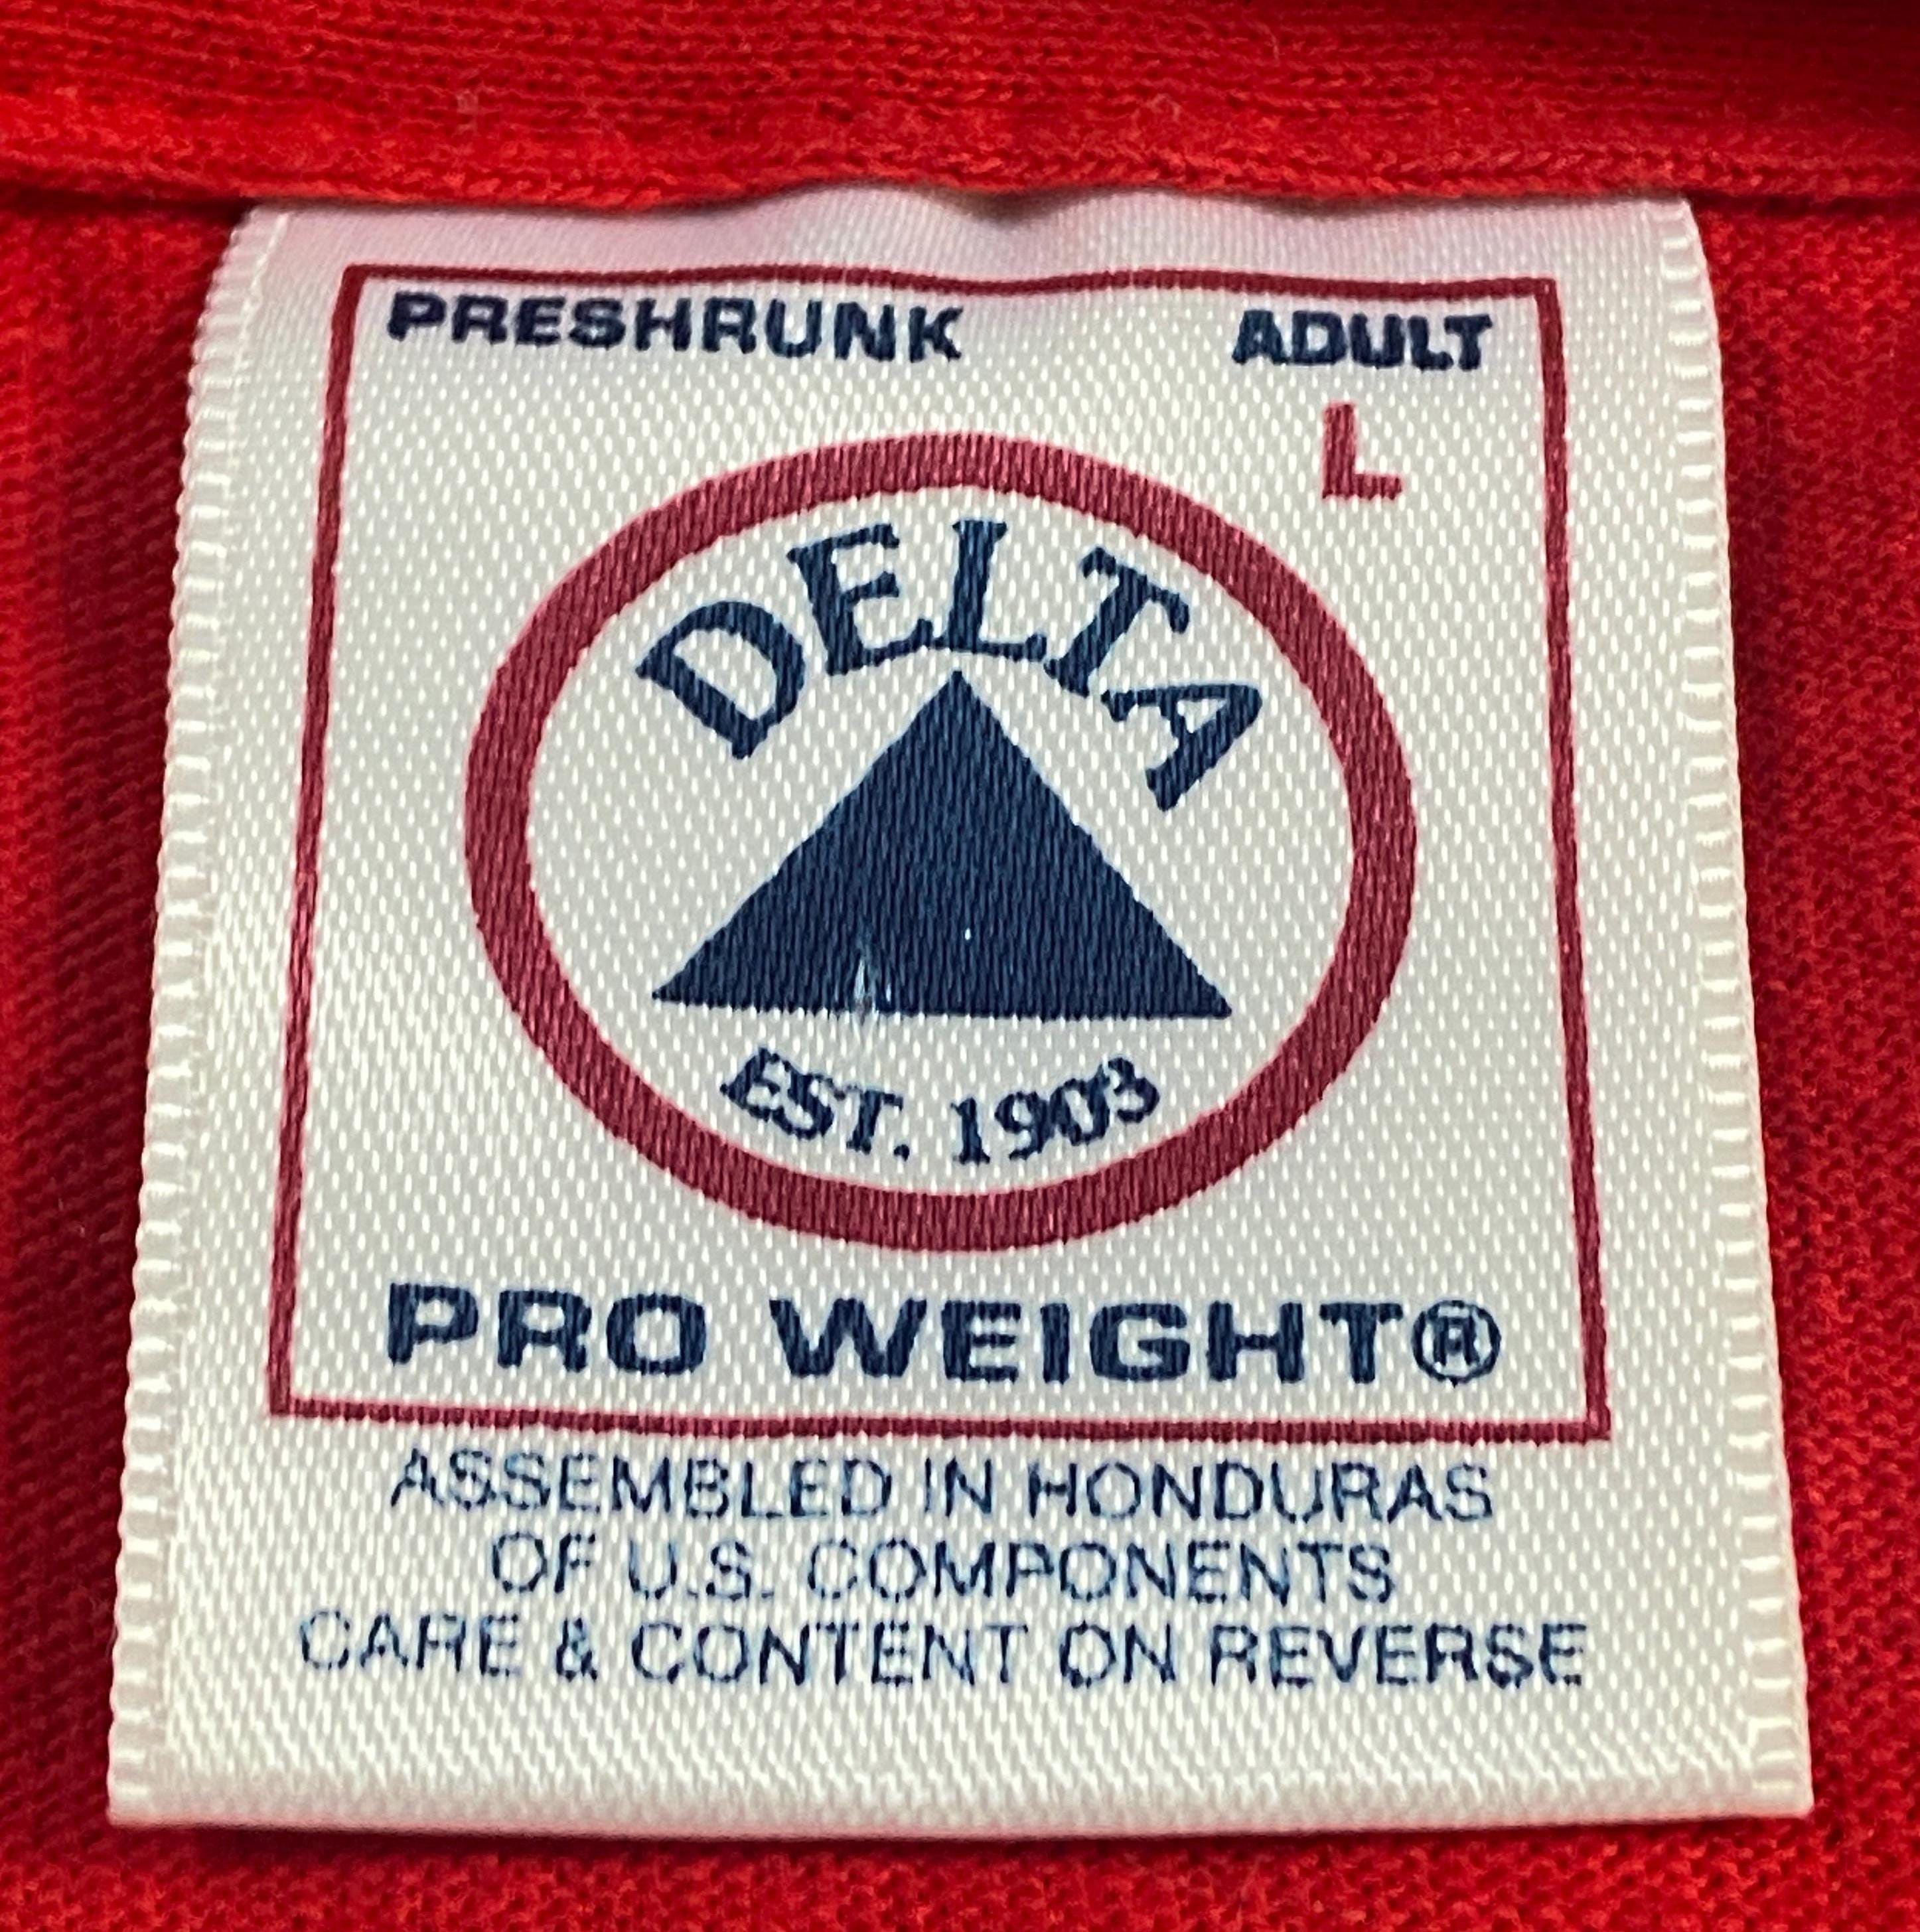 PRESHRUNK ADULT
L
DELTA
EST. 1903
PRO WEIGHT®
ASSEMBLED IN HONDURAS
OF U.S. COMPONENTS
CARE & CONTENT ON REVERSE